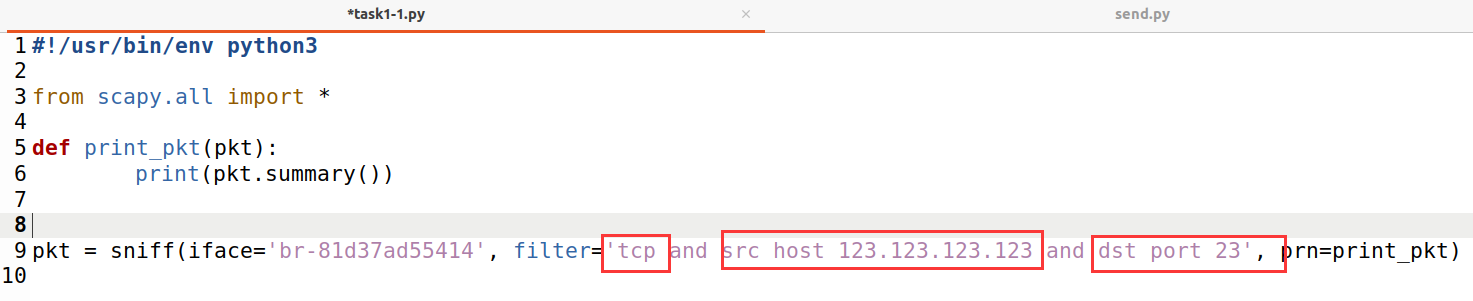 *task1-1.py × send.py
1 #!/usr/bin/env python3
2
3 from scapy.all import *
4
5 def print_pkt(pkt):
6         print(pkt.summary())
7
8
9 pkt = sniff(iface='br-81d37ad55414', filter='tcp and src host 123.123.123.123 and dst port 23', prn=print_pkt)
10